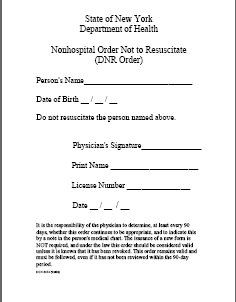 State of New York
Department of Health
Nonhospital Order Not to Resuscitate
(DNR Order)
Person's Name
Date of Birth __ / __ / __
Do not resuscitate the person named above.
Physician's Signature
Print Name
License Number
Date __ / __ / __
It is the responsibility of the physician to determine, at least every 90
days, whether this order continues to be appropriate, and to indicate this
by a note in the person's medical chart. The issuance of a new form is
NOT required, and under the law this order should be considered valid
unless it is known that it has been revoked. This order remains valid and
must be followed, even if it has not been reviewed within the 90-day
period.